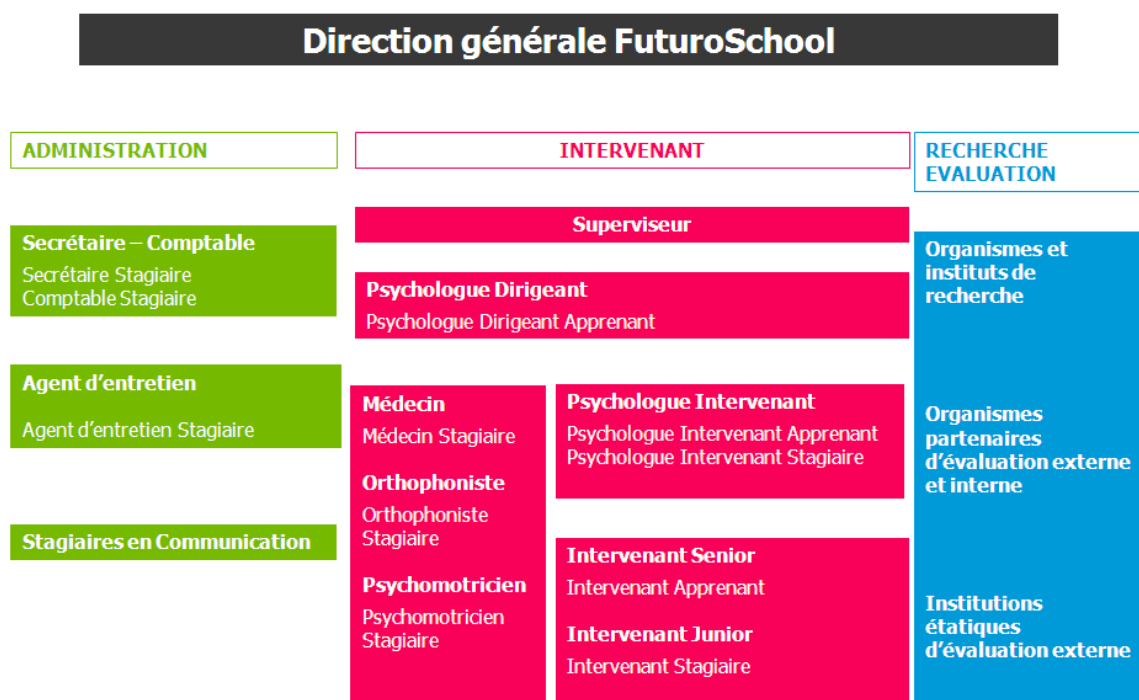 Direction générale FuturoSchool
ADMINISTRATION
Secrétaire – Comptable
Secrétaire Stagiaire
Comptable Stagiaire
Agent d’entretien
Agent d’entretien Stagiaire
Stagiaires en Communication
INTERVENANT
Superviseur
Psychologue Dirigeant
Psychologue Dirigeant Apprenant
Médecin
Médecin Stagiaire
Orthophoniste
Orthophoniste
Stagiaire
Psychomotricien
Psychomotricien
Stagiaire
Psychologue Intervenant
Psychologue Intervenant Apprenant
Psychologue Intervenant Stagiaire
Intervenant Senior
Intervenant Apprenant
Intervenant Junior
Intervenant Stagiaire
RECHERCHE
EVALUATION
Organismes et
instituts de
recherche
Organismes
partenaires
d’évaluation externe
et interne
Institutions
étatiques
d’évaluation externe